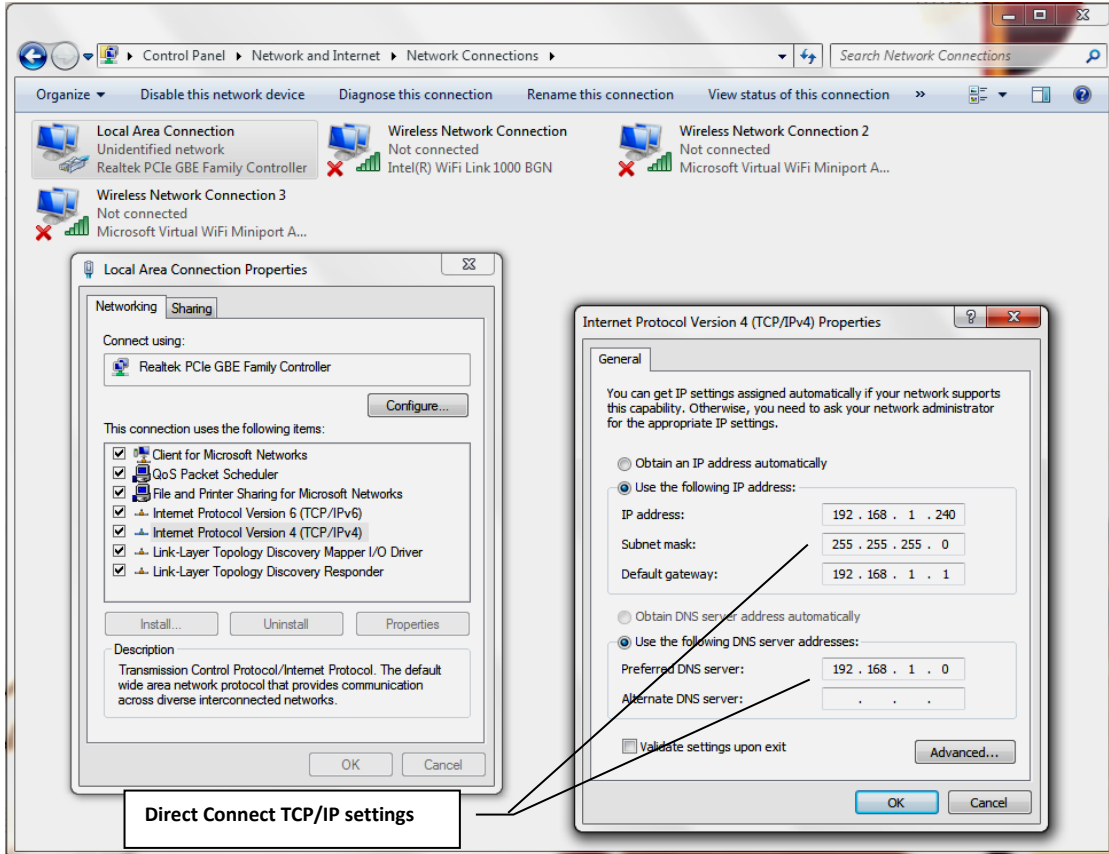 Control Panel ▸ Network and Internet ▸ Network Connections ▸
Search Network Connections
Organize ▾ Disable this network device Diagnose this connection Rename this connection View status of this connection »
Local Area Connection
Unidentified network
Realtek PCIe GBE Family Controller
Wireless Network Connection
Not connected
Intel(R) WiFi Link 1000 BGN
Wireless Network Connection 2
Not connected
Microsoft Virtual WiFi Miniport A...
Wireless Network Connection 3
Not connected
Microsoft Virtual WiFi Miniport A...
Local Area Connection Properties
Networking Sharing
Connect using:
Realtek PCIe GBE Family Controller
Configure...
This connection uses the following items:
Client for Microsoft Networks
QoS Packet Scheduler
File and Printer Sharing for Microsoft Networks
Internet Protocol Version 6 (TCP/IPv6)
Internet Protocol Version 4 (TCP/IPv4)
Link-Layer Topology Discovery Mapper I/O Driver
Link-Layer Topology Discovery Responder
Install... Uninstall Properties
Description
Transmission Control Protocol/Internet Protocol. The default
wide area network protocol that provides communication
across diverse interconnected networks.
OK Cancel
Internet Protocol Version 4 (TCP/IPv4) Properties
General
You can get IP settings assigned automatically if your network supports
this capability. Otherwise, you need to ask your network administrator
for the appropriate IP settings.
Obtain an IP address automatically
Use the following IP address:
IP address: 192 . 168 . 1 . 240
Subnet mask: 255 . 255 . 255 . 0
Default gateway: 192 . 168 . 1 . 1
Obtain DNS server address automatically
Use the following DNS server addresses:
Preferred DNS server: 192 . 168 . 1 . 0
Alternate DNS server: . . .
Validate settings upon exit
Advanced...
OK Cancel
Direct Connect TCP/IP settings